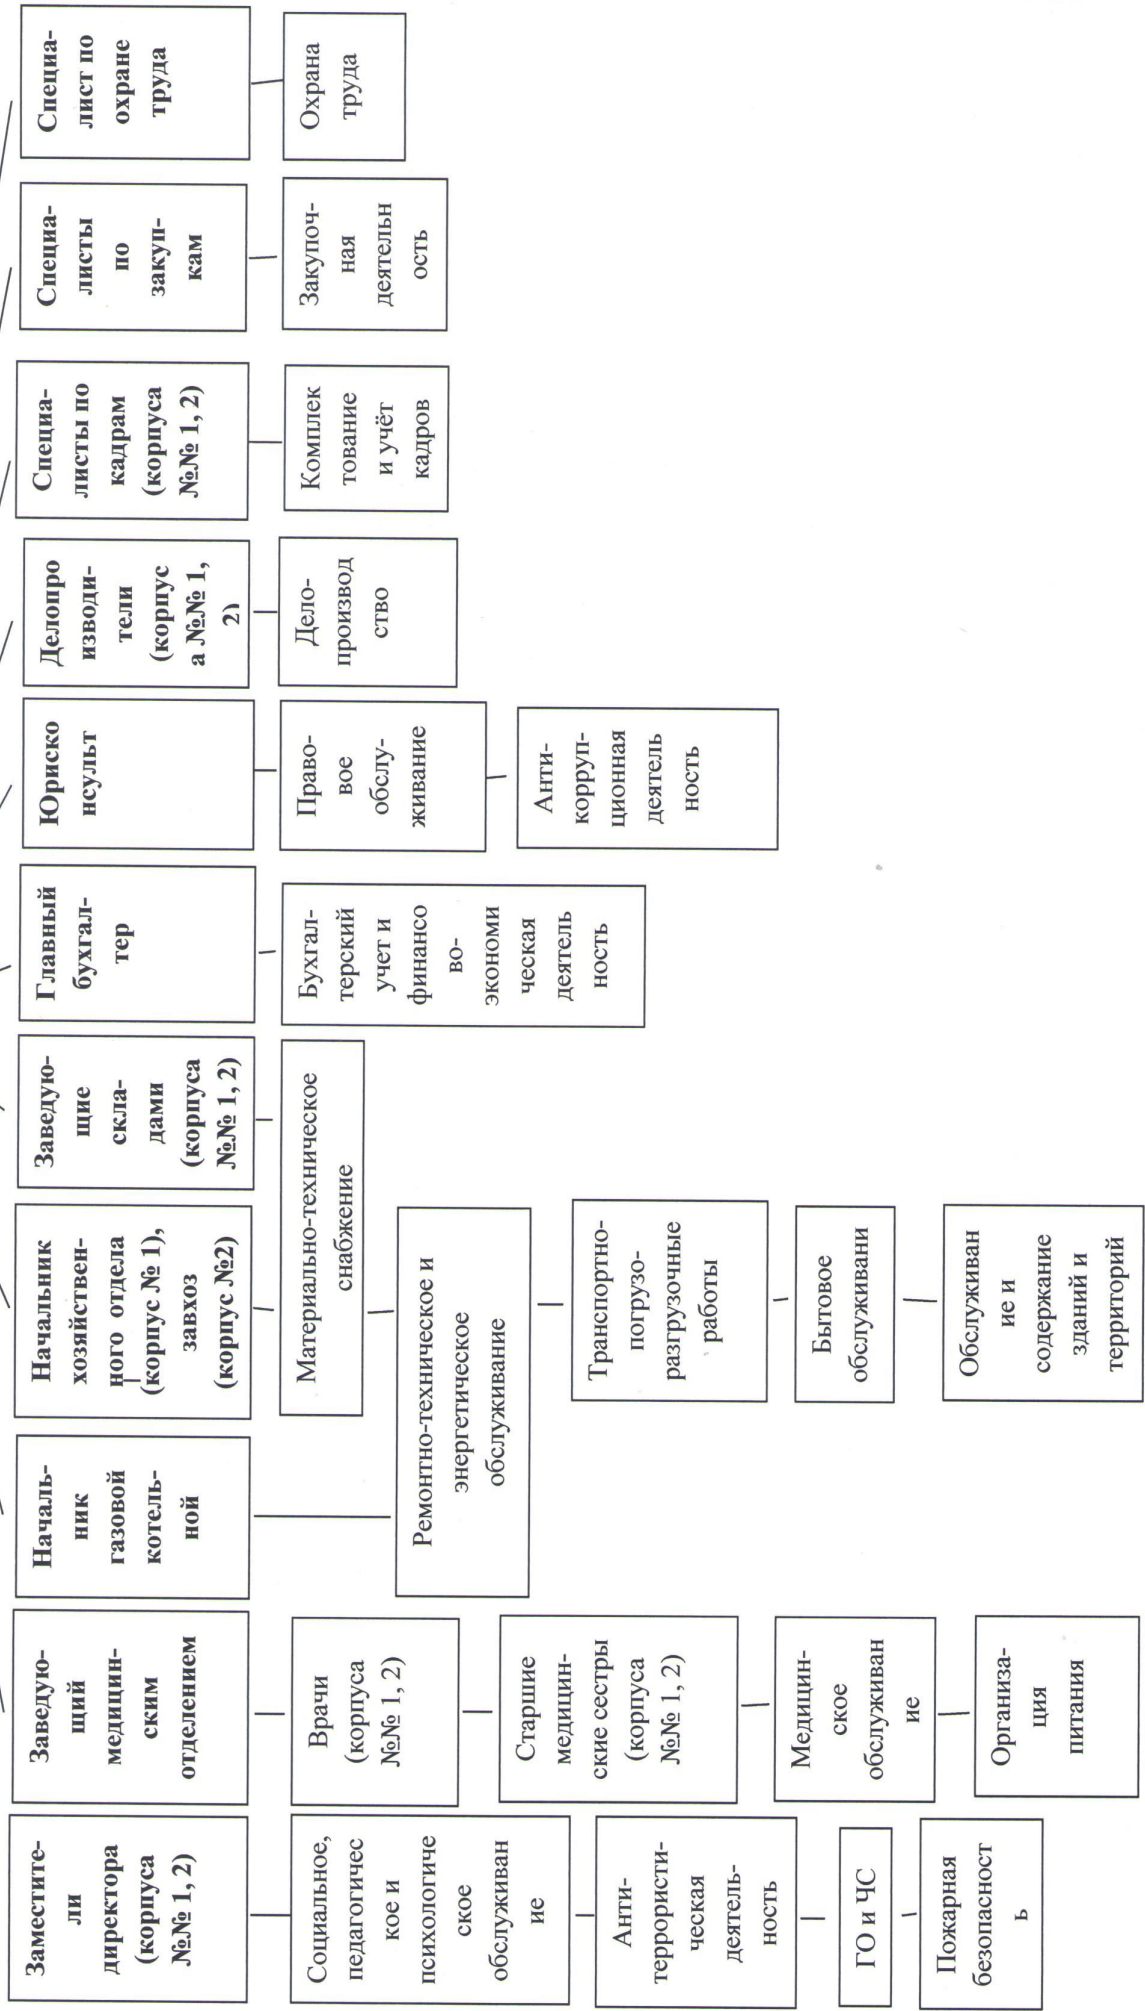 Заместите-
ли
директора
(корпуса
№№ 1, 2)
Социальное,
педагогичес
кое и
психологиче
ское
обслуживан
ие
Анти-
террористи-
ческая
деятель-
ность
ГО и ЧС
Пожарная
безопасност
ь
Заведую-
щий
медицин-
ским
отделением
Врачи
(корпуса
№№ 1, 2)
Старшие
медицин-
ские сестры
(корпуса
№№ 1, 2)
Медицин-
ское
обслуживан
ие
Организа-
ция
питания
Началь-
ник
газовой
котель-
ной
Начальник
хозяйствен-
ного отдела
(корпус № 1),
завхоз
(корпус №2)
Заведую-
щие
скла-
дами
(корпуса
№№ 1, 2)
Материально-техническое
снабжение
Ремонтно-техническое и
энергетическое
обслуживание
Транспортно-
погрузо-
разгрузочные
работы
Бытовое
обслуживани
Обслуживан
ие и
содержание
зданий и
территорий
Главный
бухгал-
тер
Бухгал-
терский
учет и
финансо
во-
экономи
ческая
деятель
ность
Юриско
нсульт
Право-
вое
обслу-
живание
Анти-
корруп-
ционная
деятель
ность
Делопро
изводи-
тели
(корпус
а №№ 1,
2)
Дело-
производ
ство
Специа-
листы по
кадрам
(корпуса
№№ 1, 2)
Комплек
тование
и учёт
кадров
Специа-
листы
по
закуп-
кам
Закупоч-
ная
деятельн
ость
Специа-
лист по
охране
труда
Охрана
труда